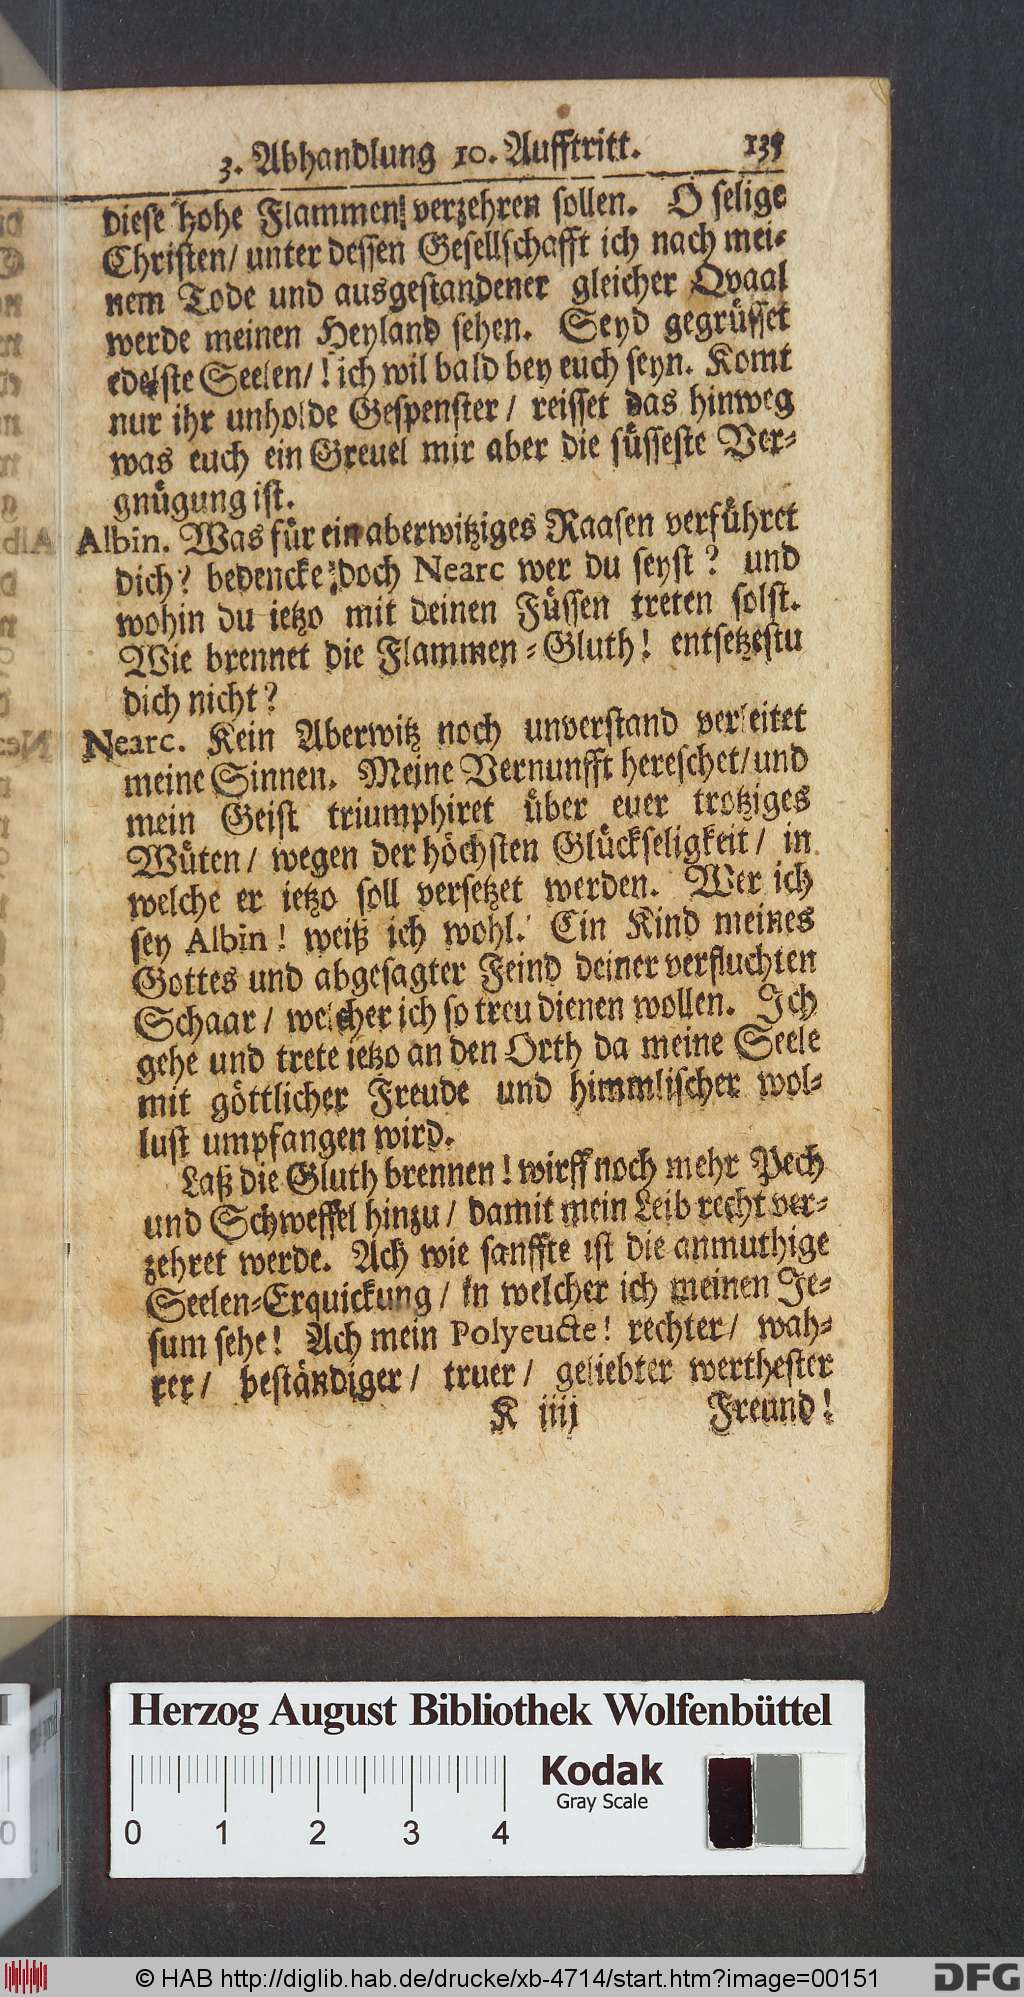 3. Abhandlung 10. Aufftritt. 139
diese hohe Flammen verzehren sollen. O selige
Christen/ unter dessen Gesellschafft ich nach mei-
nem Tode und ausgestandener gleicher Qvaal
werde meinen Heyland sehen. Seyd gegrüsset
edelste Seelen/! ich wil bald bey euch seyn. Komt
nur ihr unholde Gespenster/ reisset das hinweg
was euch ein Greuel mir aber die süsseste Ver-
gnügung ist.
Albin. Was für ein aberwitziges Raasen verführet
dich? bedencke doch Nearc wer du seyst? und
wohin du ietzo mit deinen Füssen treten solst.
Wie brennet die Flammen-Gluth! entsetzestu
dich nicht?
Nearc. Kein Aberwitz noch unverstand verleitet
meine Sinnen. Meine Vernunfft hereschet/ und
mein Geist triumphiret über euer trotziges
Wüten/ wegen der höchsten Glückseligkeit/ in
welche er ietzo soll versetzet werden. Wer ich
sey Albin! weiß ich wohl. Ein Kind meines
Gottes und abgesagter Feind deiner verfluchten
Schaar/ welcher ich so treu dienen wollen. Ich
gehe und trete ietzo an den Orth da meine Seele
mit göttlicher Freude und himmlischer wol-
lust umpfangen wird.
Laß die Gluth brennen! wirff noch mehr Pech
und Schweffel hinzu/ damit mein Leib recht ver-
zehret werde. Ach wie sanffte ist die anmuthige
Seelen-Erquickung/ in welcher ich meinen Je-
sum sehe! Ach mein Polyeucte! rechter/ wah-
rer/ beständiger/ truer/ geliebter werthester
K iiij Freund!
Herzog August Bibliothek Wolfenbüttel
Kodak
Gray Scale
0 1 2 3 4
© HAB http://diglib.hab.de/drucke/xb-4714/start.htm?image=00151
DFG